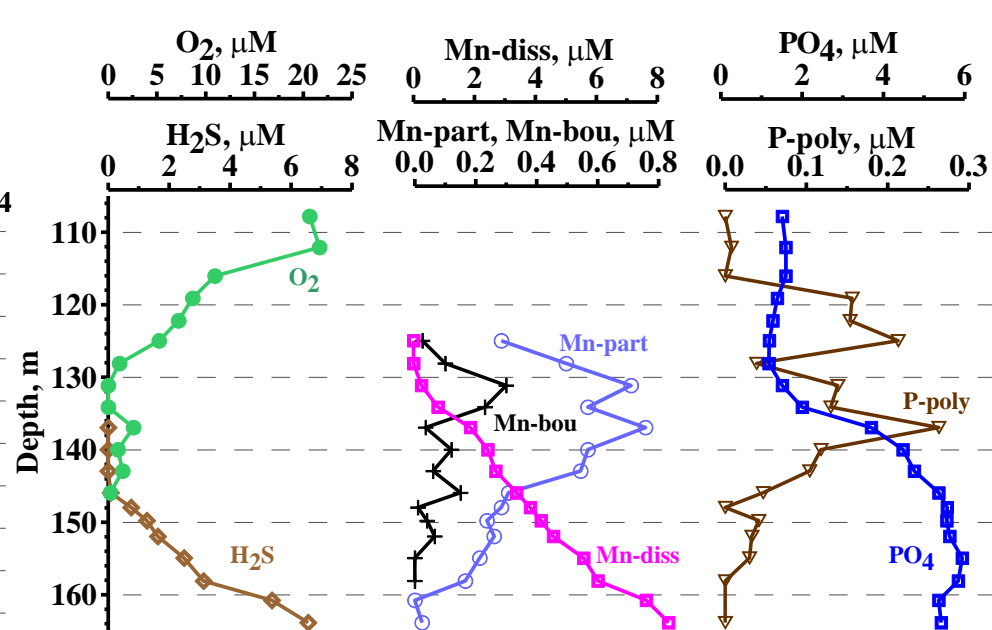 O₂, μM
Mn-diss, μM
PO₄, μM
0 5 10 15 20 25
0 2 4 6 8
0 2 4 6
H₂S, μM
Mn-part, Mn-bou, μM
P-poly, μM
0 2 4 6 8
0.0 0.2 0.4 0.6 0.8
0.0 0.1 0.2 0.3
4
110
O₂
120
Mn-part
130
P-poly
Mn-bou
Depth, m
140
150
H₂S
Mn-diss
PO₄
160